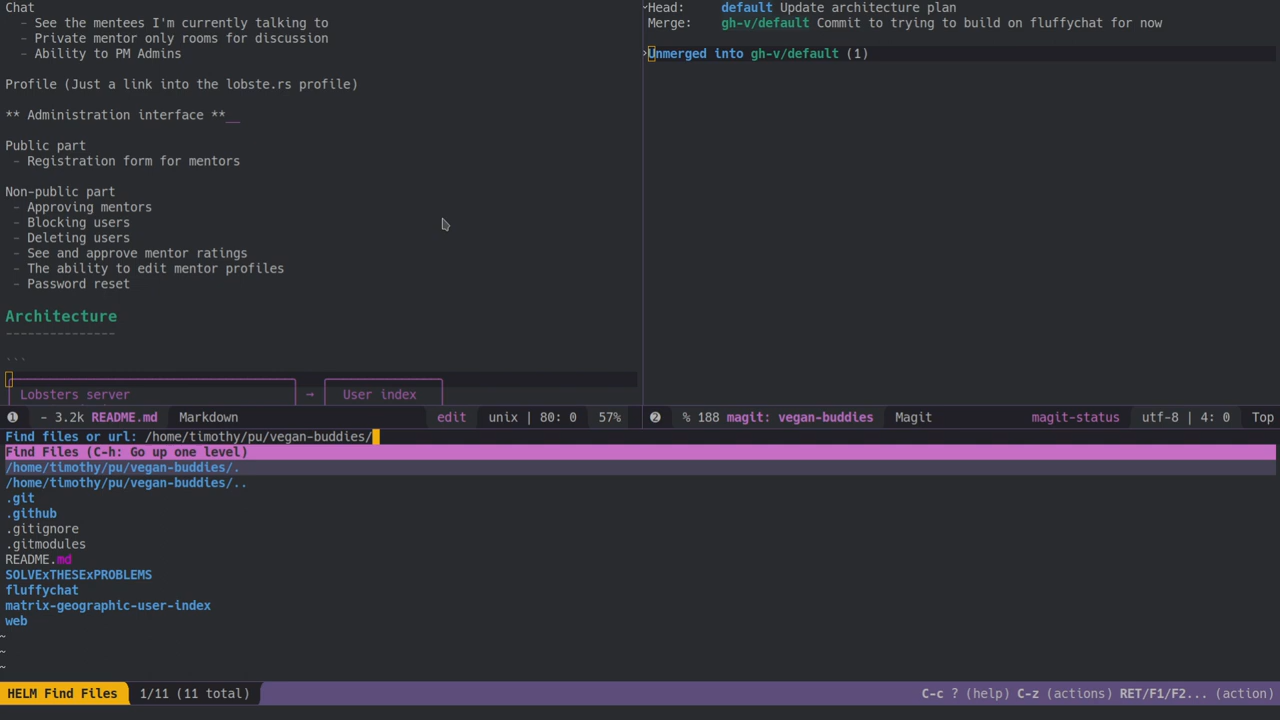 Chat
- See the mentees I'm currently talking to
- Private mentor only rooms for discussion
- Ability to PM Admins
Profile (Just a link into the lobste.rs profile)
** Administration interface **__
Public part
- Registration form for mentors
Non-public part
- Approving mentors
- Blocking users
- Deleting users
- See and approve mentor ratings
- The ability to edit mentor profiles
- Password reset
Architecture
---------------
```
Lobsters server → User index
❶ - 3.2k README.md Markdown edit unix | 80: 0 57%
Head: default Update architecture plan
Merge: gh-v/default Commit to trying to build on fluffychat for now
Unmerged into gh-v/default (1)
❷ % 188 magit: vegan-buddies Magit magit-status utf-8 | 4: 0 Top
Find files or url: /home/timothy/pu/vegan-buddies/
Find Files (C-h: Go up one level)
/home/timothy/pu/vegan-buddies/.
/home/timothy/pu/vegan-buddies/..
.git
.github
.gitignore
.gitmodules
README.md
SOLVExTHESExPROBLEMS
fluffychat
matrix-geographic-user-index
web
~
~
~
HELM Find Files 1/11 (11 total) C-c ? (help) C-z (actions) RET/F1/F2... (action)